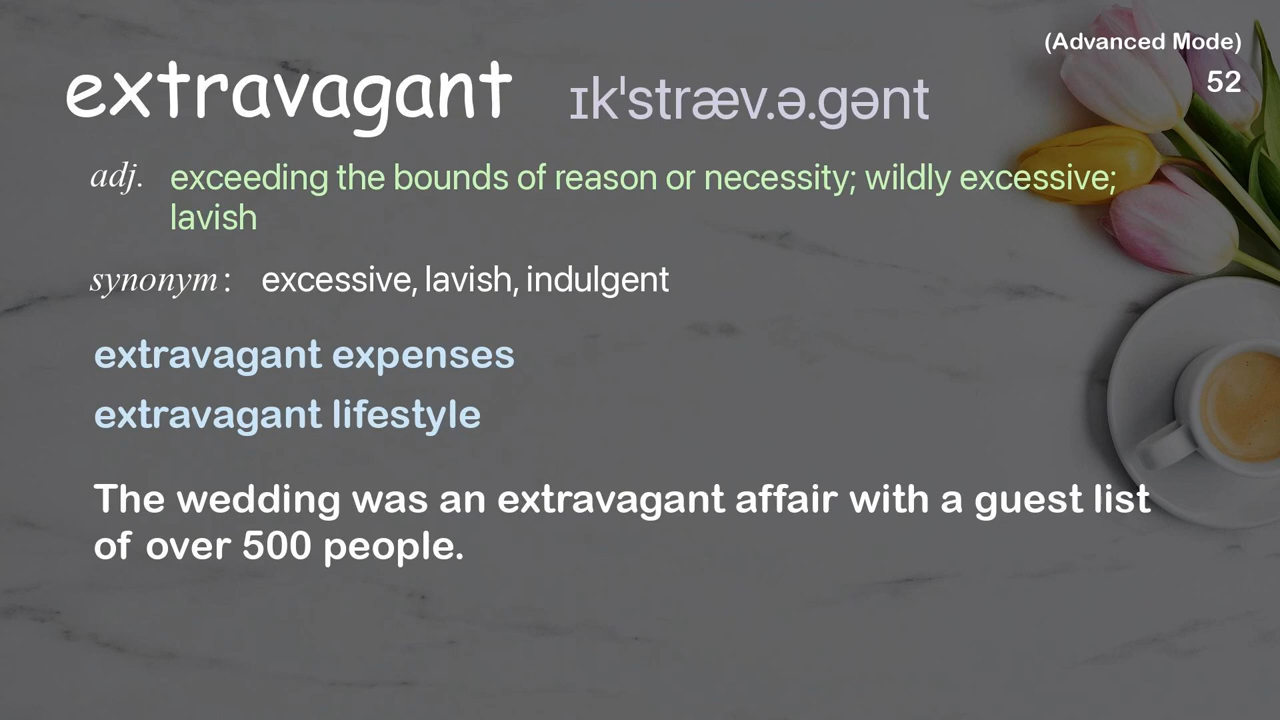 (Advanced Mode)
52
extravagant ɪk'stræv.ə.gənt
adj. exceeding the bounds of reason or necessity; wildly excessive;
lavish
synonym: excessive, lavish, indulgent
extravagant expenses
extravagant lifestyle
The wedding was an extravagant affair with a guest list
of over 500 people.